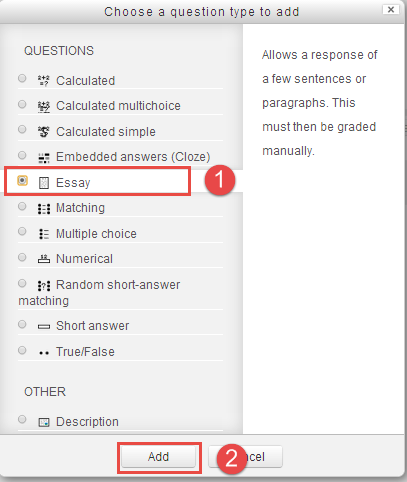 Choose a question type to add
QUESTIONS
Allows a response of
a few sentences or
paragraphs. This
must then be graded
manually.
Calculated
Calculated multichoice
Calculated simple
Embedded answers (Cloze)
Essay
1
Matching
Multiple choice
Numerical
Random short-answer
matching
Short answer
True/False
OTHER
Description
Add
2